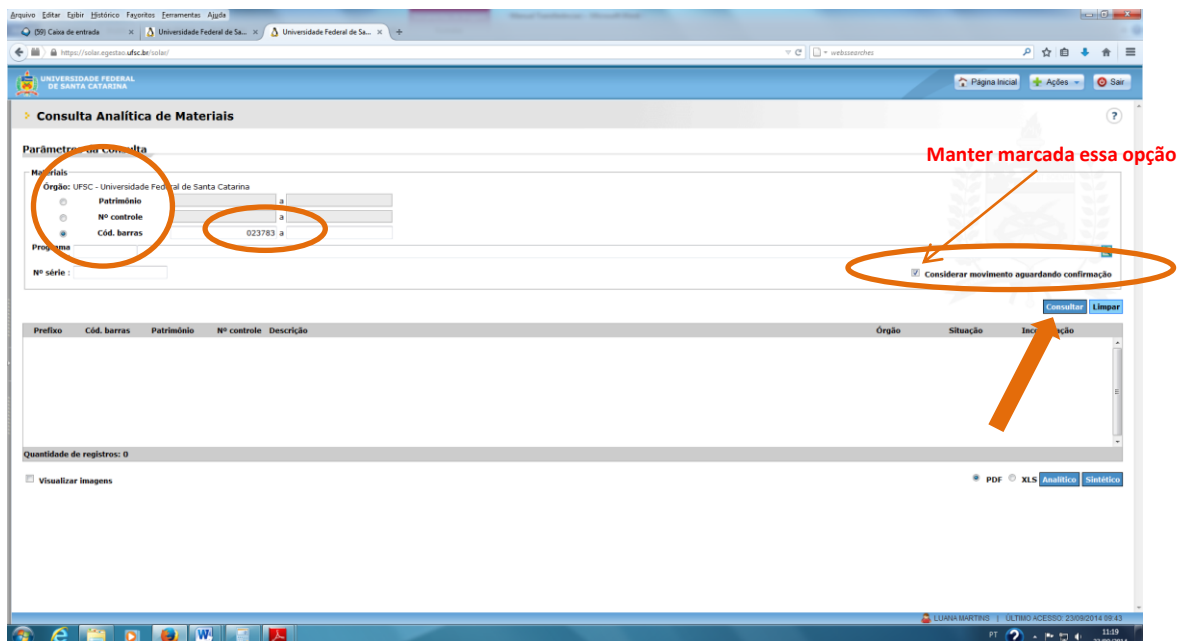 Arquivo Editar Exibir Histórico Favoritos Ferramentas Ajuda
(59) Caixa de entrada × Universidade Federal de Sa... × Universidade Federal de Sa... × +
https://solar.egestao.ufsc.br/solar/ webssearches
UNIVERSIDADE FEDERAL
DE SANTA CATARINA
Página Inicial Ações Sair
Consulta Analítica de Materiais ?
Parâmetros da Consulta
Manter marcada essa opção
Materiais
Órgão: UFSC - Universidade Federal de Santa Catarina
Patrimônio a
Nº controle a
Cód. barras 023783 a
Programa
Nº série :
Considerar movimento aguardando confirmação
Consultar Limpar
Prefixo Cód. barras Patrimônio Nº controle Descrição Órgão Situação
Quantidade de registros: 0
Visualizar imagens
PDF XLS Analítico Sintético
LUANA MARTINS | ÚLTIMO ACESSO: 23/09/2014 09:43
PT 11:19